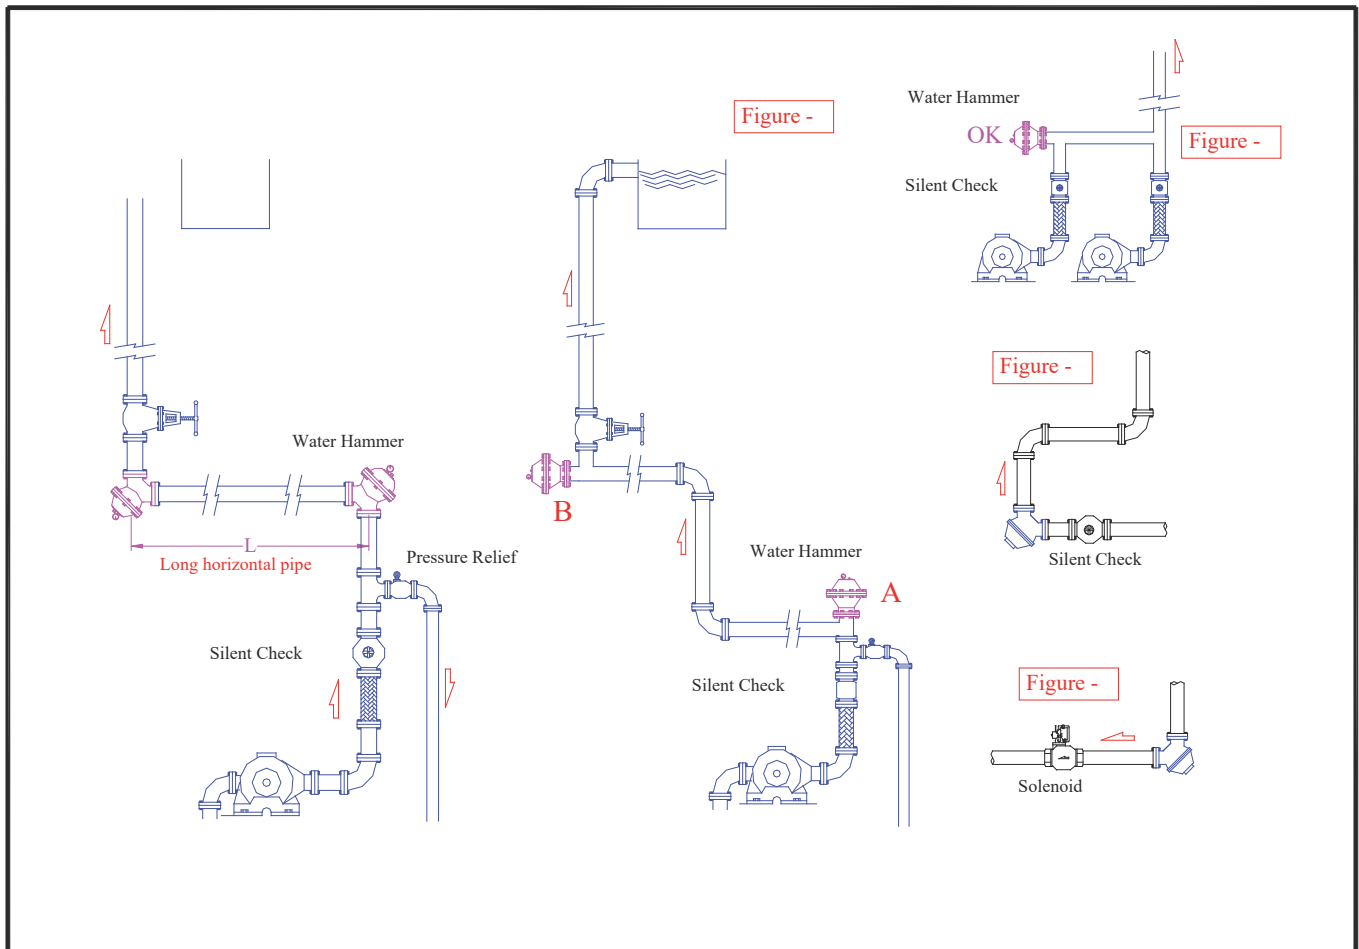 Water Hammer
L
Long horizontal pipe
Pressure Relief
Silent Check
Figure -
B
Water Hammer
A
Silent Check
Water Hammer
OK
Figure -
Silent Check
Figure -
Silent Check
Figure -
Solenoid